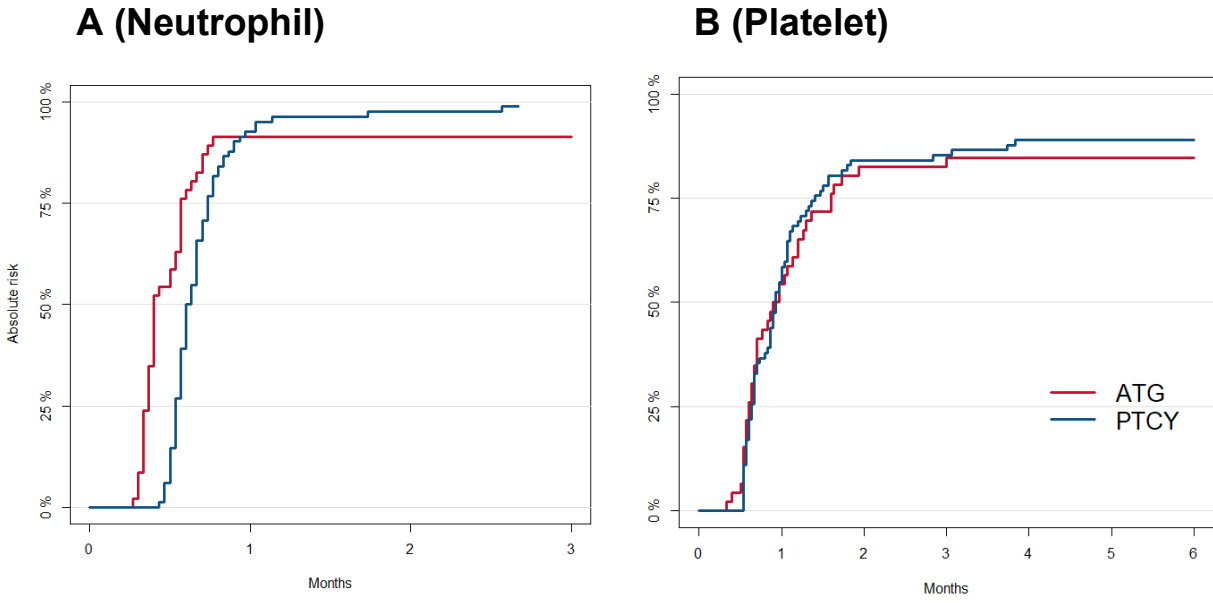 A (Neutrophil)
B (Platelet)
Absolute risk
100 %
75 %
50 %
25 %
0 %
0 1 2 3
Months
100 %
75 %
50 %
25 %
0 %
0 1 2 3 4 5 6
Months
ATG
PTCY